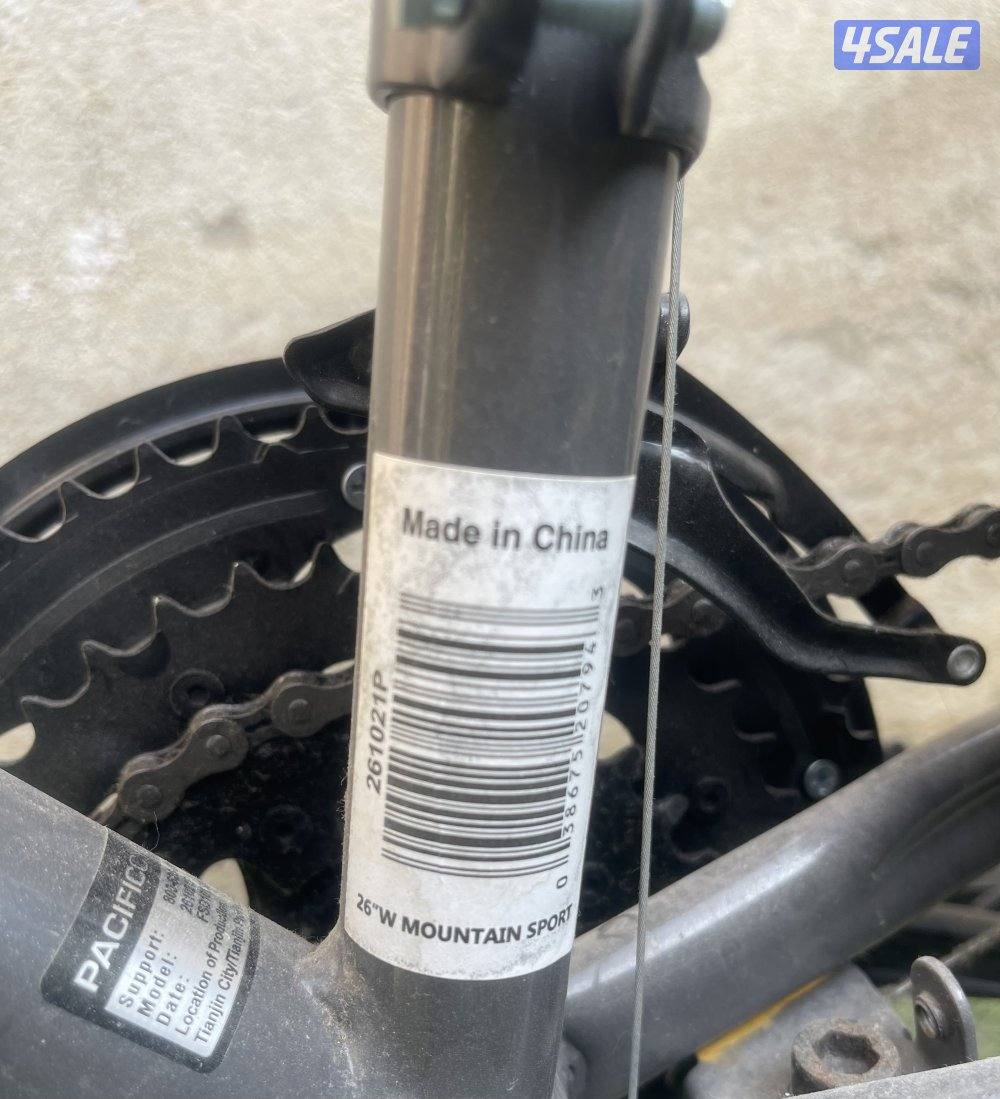 4SALE
Made in China
261021P
0 38675 20794 3
26"W MOUNTAIN SPORT
PACIFIC
Support:
Model:
Date:
Location of Production
Tianjin City/Tianjin